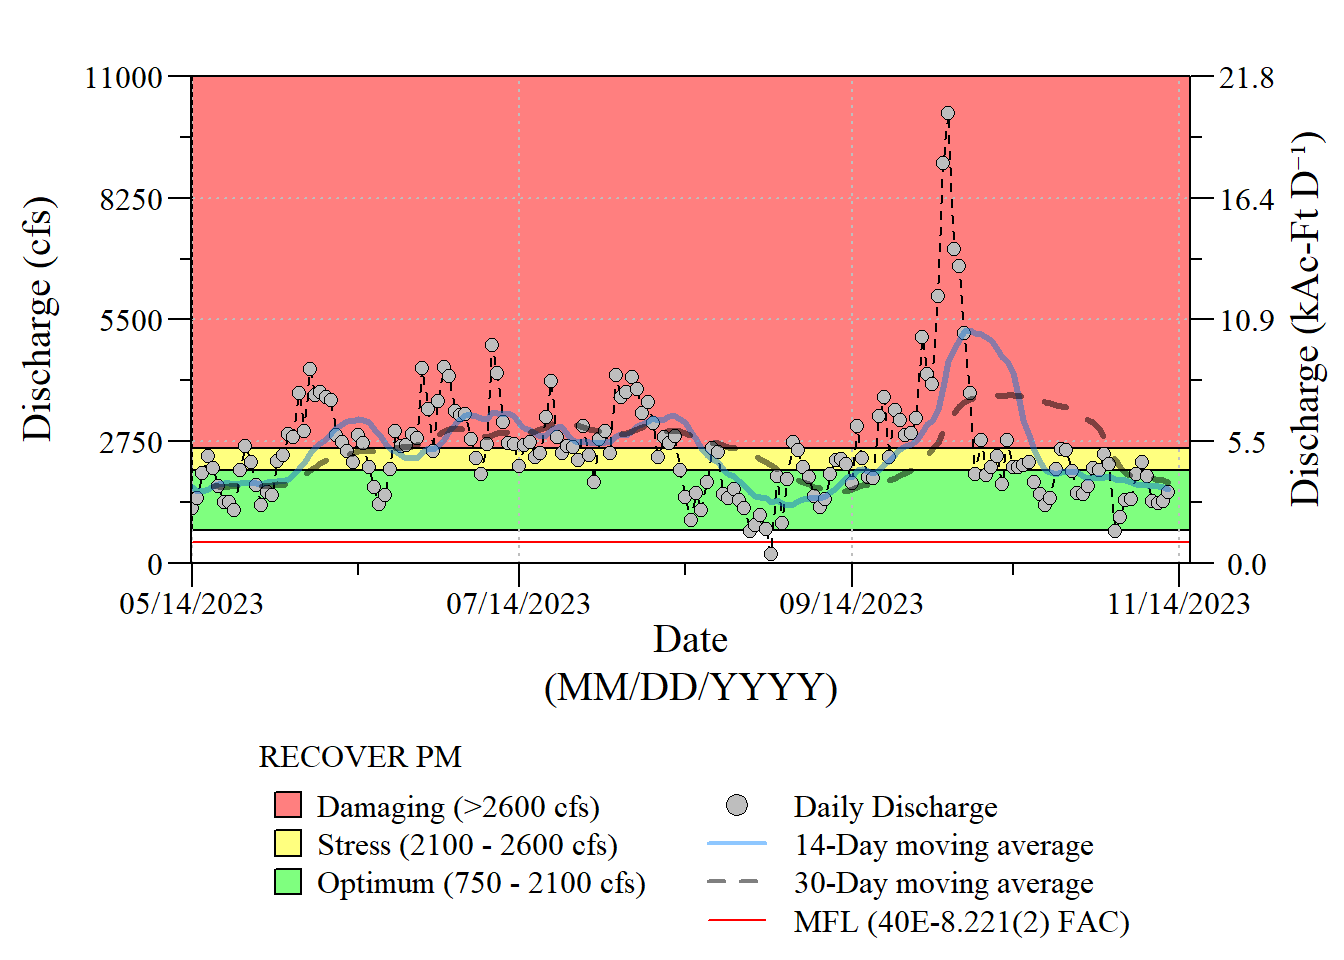 11000
8250
5500
2750
0
Discharge (cfs)
21.8
16.4
10.9
5.5
0.0
Discharge (kAc-Ft D⁻¹)
05/14/2023
07/14/2023
09/14/2023
11/14/2023
Date
(MM/DD/YYYY)
RECOVER PM
Damaging (>2600 cfs)
Stress (2100 - 2600 cfs)
Optimum (750 - 2100 cfs)
Daily Discharge
14-Day moving average
30-Day moving average
MFL (40E-8.221(2) FAC)